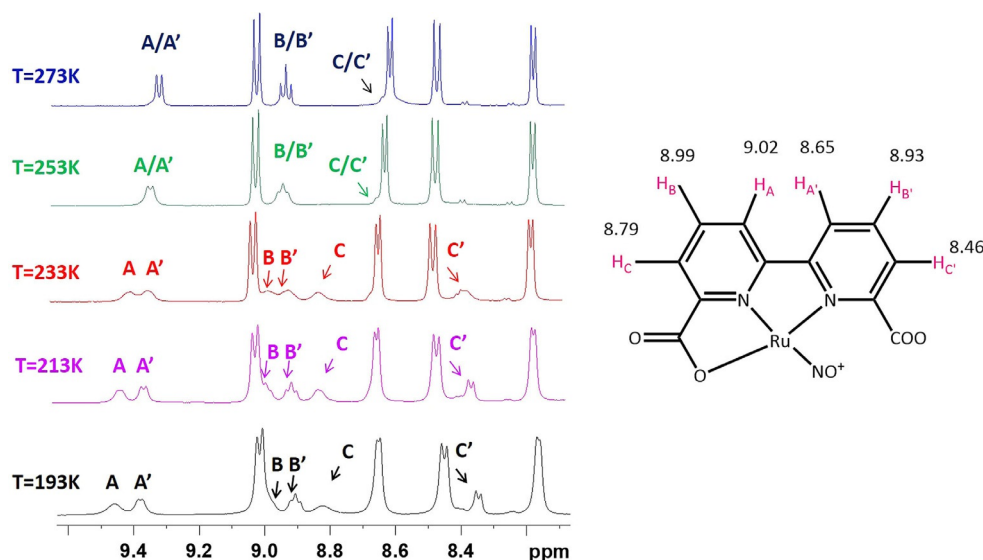 A/A’ B/B’ C/C’
T=273K
A/A’ B/B’ C/C’
T=253K
A A’ B B’ C C’
T=233K
A A’ B B’ C C’
T=213K
A A’ B B’ C C’
T=193K
9.4 9.2 9.0 8.8 8.6 8.4 ppm
8.99 9.02 8.65 8.93
H_B H_A H_A' H_B'
8.79 8.46
H_C H_C'
N N
O Ru COO
O NO⁺